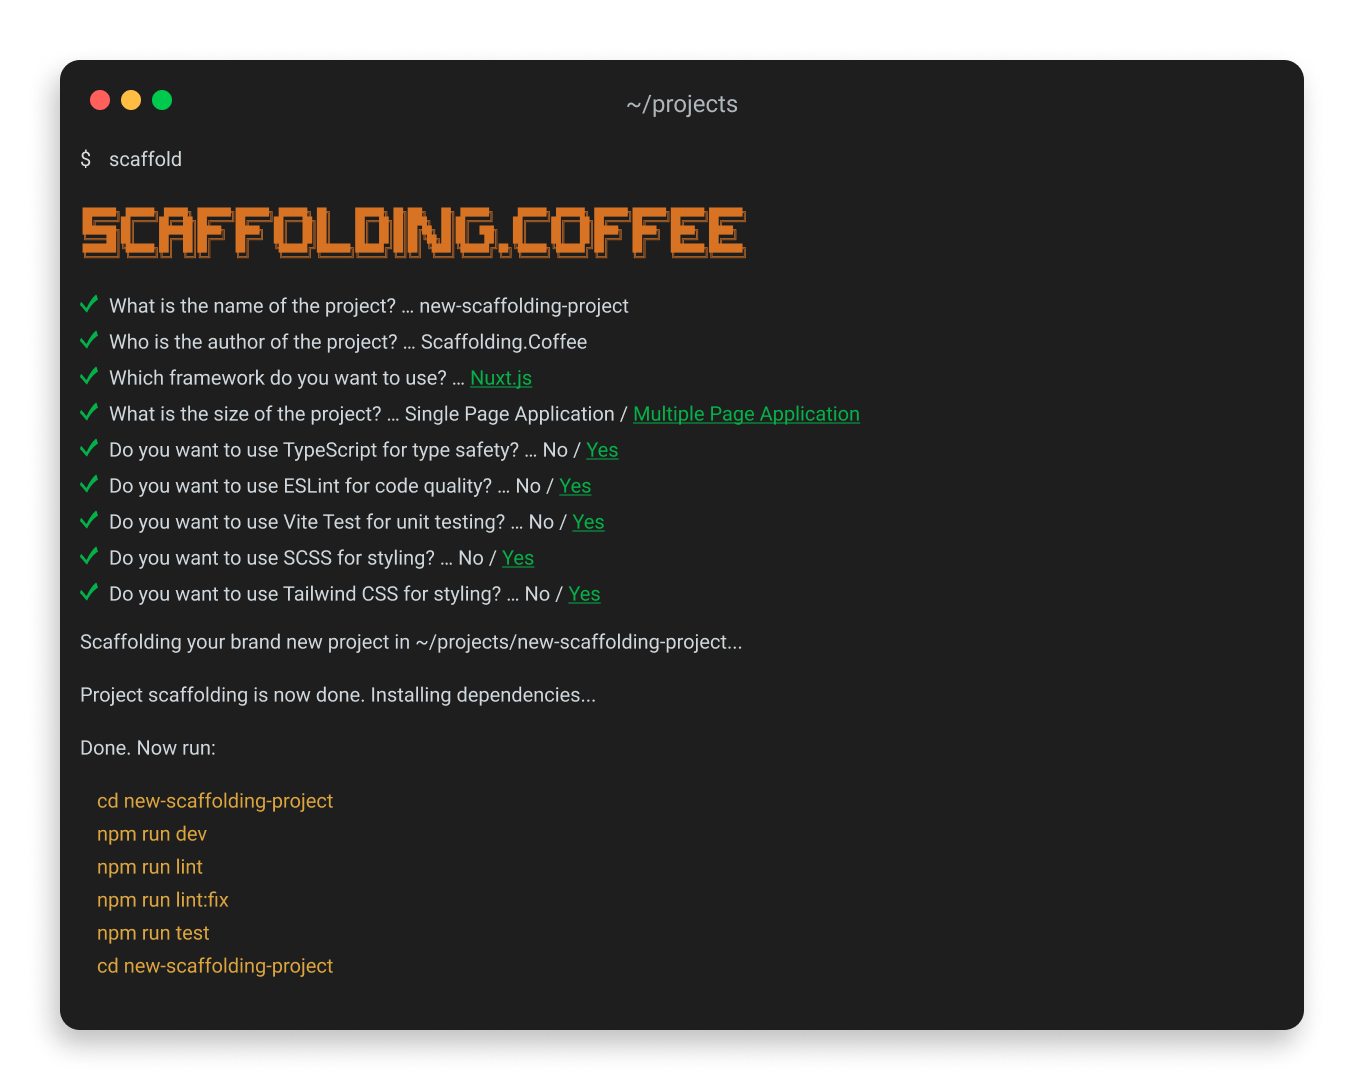 ~/projects
$ scaffold
SCAFFOLDING.COFFEE
✓ What is the name of the project? … new-scaffolding-project
✓ Who is the author of the project? … Scaffolding.Coffee
✓ Which framework do you want to use? … Nuxt.js
✓ What is the size of the project? … Single Page Application / Multiple Page Application
✓ Do you want to use TypeScript for type safety? … No / Yes
✓ Do you want to use ESLint for code quality? … No / Yes
✓ Do you want to use Vite Test for unit testing? … No / Yes
✓ Do you want to use SCSS for styling? … No / Yes
✓ Do you want to use Tailwind CSS for styling? … No / Yes
Scaffolding your brand new project in ~/projects/new-scaffolding-project...
Project scaffolding is now done. Installing dependencies...
Done. Now run:
cd new-scaffolding-project
npm run dev
npm run lint
npm run lint:fix
npm run test
cd new-scaffolding-project